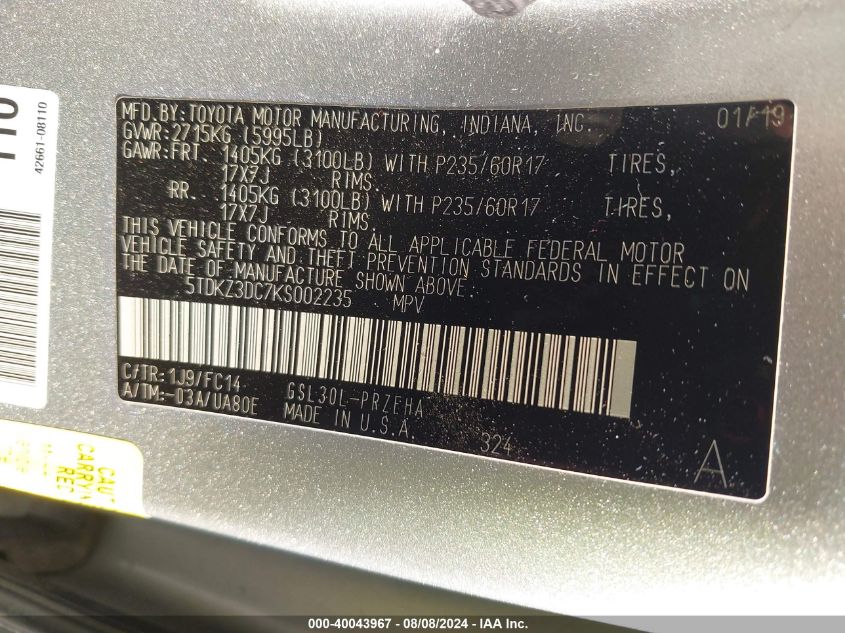 MFD.BY:TOYOTA MOTOR MANUFACTURING, INDIANA, INC. 01/19
GVWR:2715KG (5995LB)
GAWR:FRT. 1405KG (3100LB) WITH P235/60R17 TIRES,
17X7J RIMS.
RR. 1405KG (3100LB) WITH P235/60R17 TIRES,
17X7J RIMS.
THIS VEHICLE CONFORMS TO ALL APPLICABLE FEDERAL MOTOR
VEHICLE SAFETY AND THEFT PREVENTION STANDARDS IN EFFECT ON
THE DATE OF MANUFACTURE SHOWN ABOVE.
5TDKZ3DC7KS002235 MPV
C/TR:1J9/FC14 GSL30L-PRZEHA
A/TM:-03A/UA80E MADE IN U.S.A.
324
A
42661-08110
CAUT
CARRYA
RED
000-40043967 - 08/08/2024 - IAA Inc.